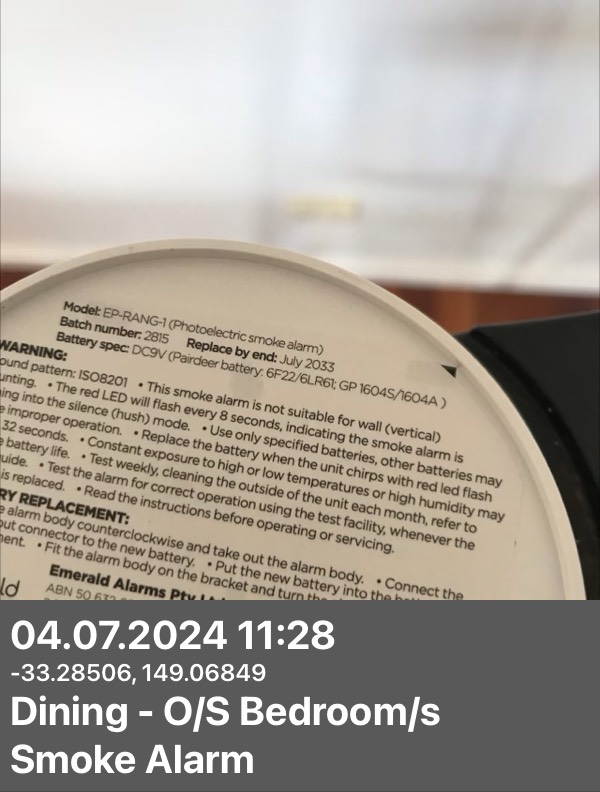 Model: EP-RANG-1 (Photoelectric smoke alarm)
Batch number: 2815 Replace by end: July 2033
Battery spec: DC9V (Pairdeer battery: 6F22/6LR61; GP 1604S/1604A )
WARNING:
ound pattern: ISO8201 • This smoke alarm is not suitable for wall (vertical)
unting. • The red LED will flash every 8 seconds, indicating the smoke alarm is
ing into the silence (hush) mode. • Use only specified batteries, other batteries may
e improper operation. • Replace the battery when the unit chirps with red led flash
32 seconds. • Constant exposure to high or low temperatures or high humidity may
e battery life. • Test weekly, cleaning the outside of the unit each month, refer to
uide. • Test the alarm for correct operation using the test facility, whenever the
is replaced. • Read the instructions before operating or servicing.
RY REPLACEMENT:
e alarm body counterclockwise and take out the alarm body. • Connect the
out connector to the new battery. • Put the new battery into the
ment. • Fit the alarm body on the bracket and turn
ld
Emerald Alarms Pty
ABN 50
04.07.2024 11:28
-33.28506, 149.06849
Dining - O/S Bedroom/s
Smoke Alarm